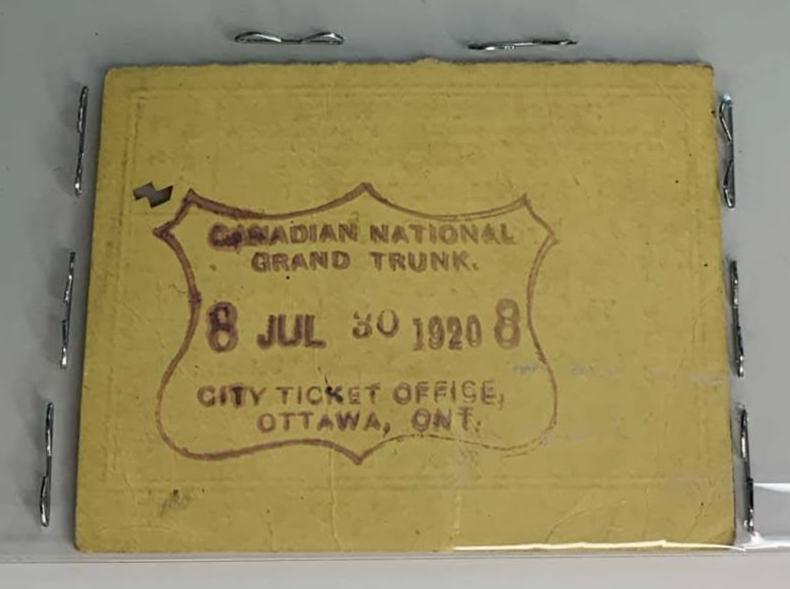 CANADIAN NATIONAL
GRAND TRUNK.
8 JUL 30 1920 8
CITY TICKET OFFICE,
OTTAWA, ONT.